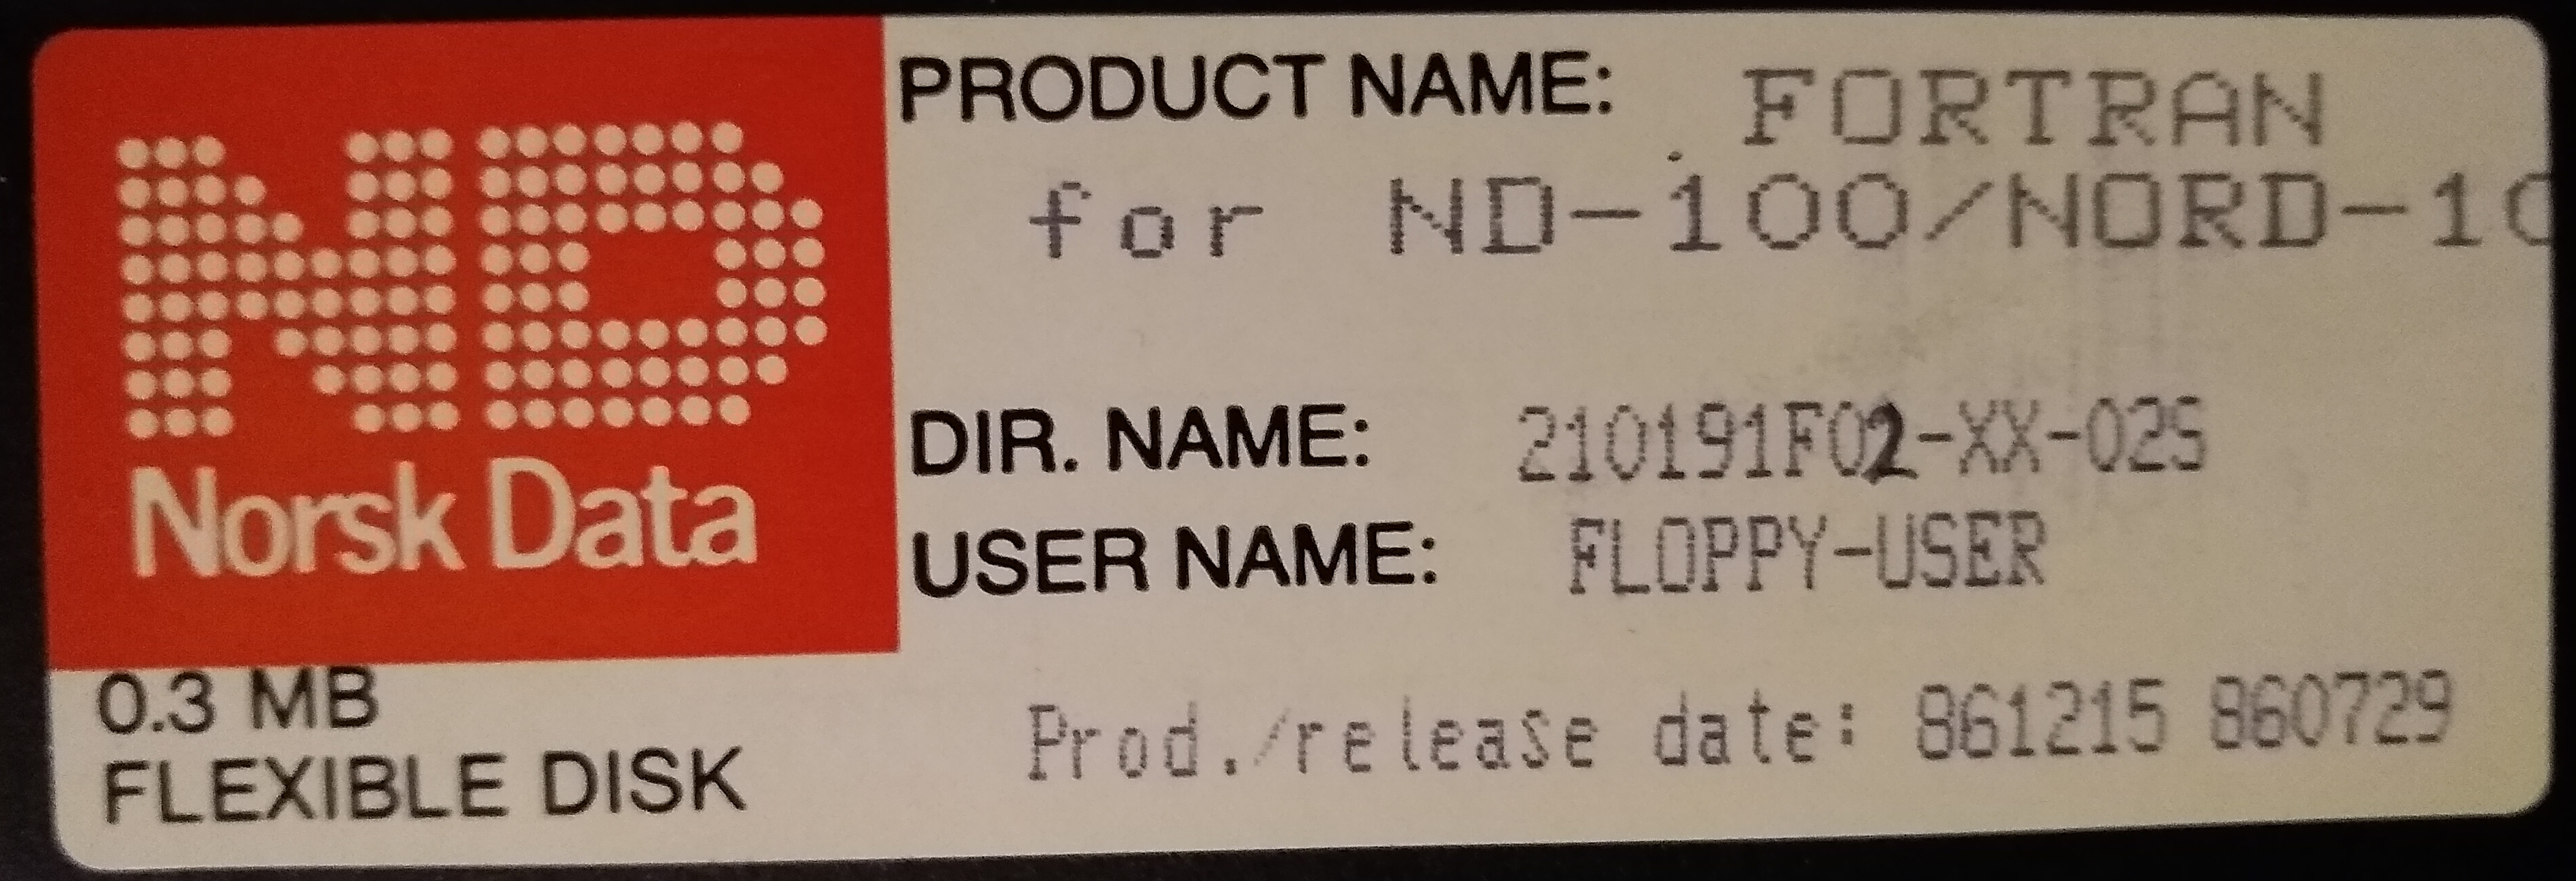 ND
Norsk Data
0.3 MB
FLEXIBLE DISK
PRODUCT NAME: FORTRAN
for ND-100/NORD-10
DIR. NAME: 210191F02-XX-02S
USER NAME: FLOPPY-USER
Prod./release date: 861215 860729